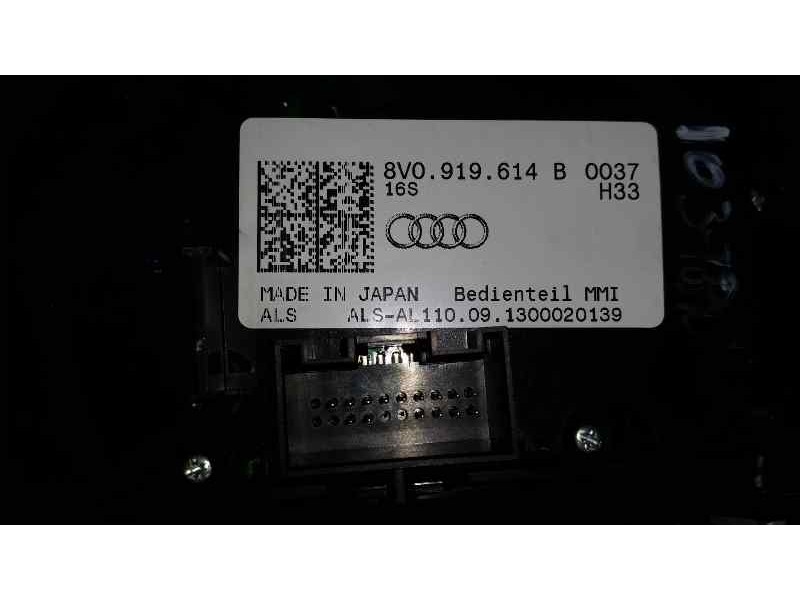 8V0.919.614 B 0037
16S H33
MADE IN JAPAN Bedienteil MMI
ALS ALS-AL110.09.1300020139